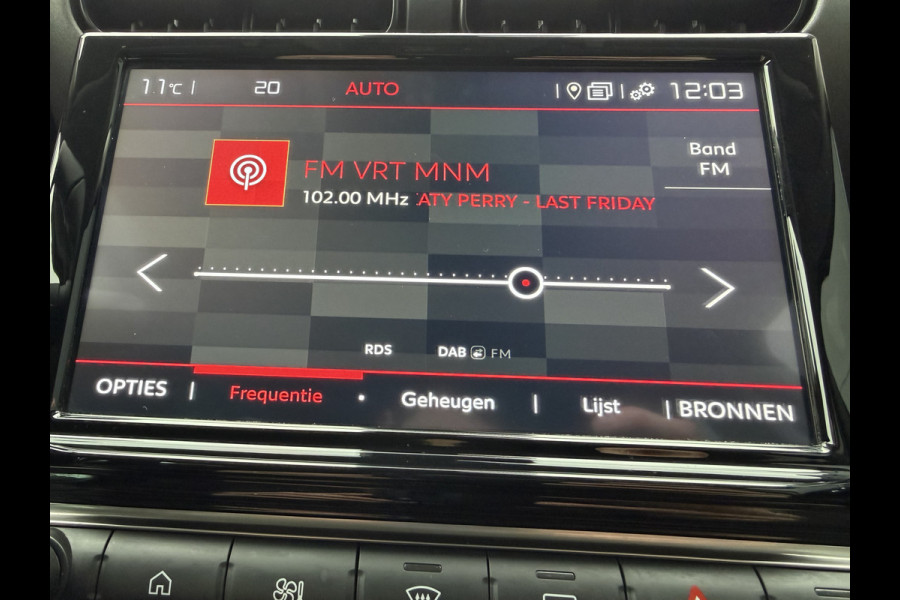 11°C 20 AUTO 12:03
Band
FM
FM VRT MNM
102.00 MHz ATY PERRY - LAST FRIDAY
RDS DAB FM
OPTIES Frequentie Geheugen Lijst BRONNEN